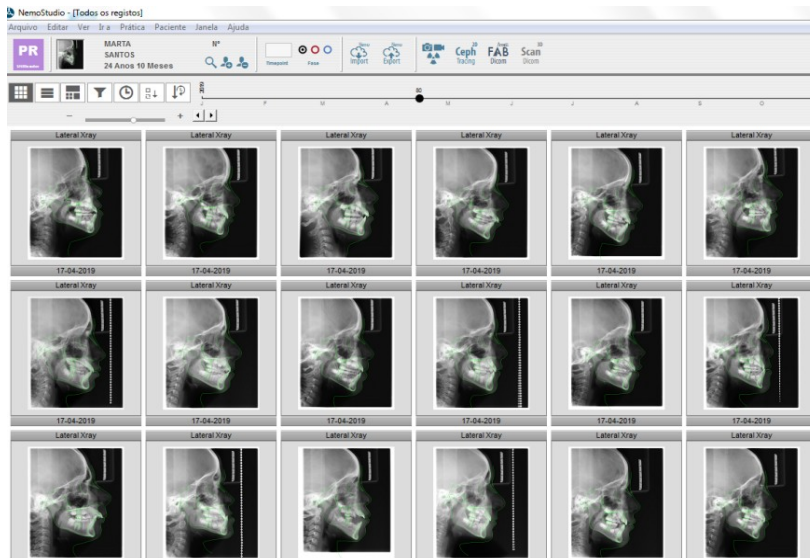 NemoStudio - [Todos os registos]
Arquivo Editar Ver Ir a Prática Paciente Janela Ajuda
PR
MARTA
SANTOS
24 Anos 10 Meses
Nº
Timepoint
Fase
Import
Export
Ceph
Tracing
FAB
Dicom
Scan
Dicom
2019
J F M A M J J A S O
Lateral Xray Lateral Xray Lateral Xray Lateral Xray Lateral Xray Lateral Xray
17-04-2019 17-04-2019 17-04-2019 17-04-2019 17-04-2019 17-04-2019
Lateral Xray Lateral Xray Lateral Xray Lateral Xray Lateral Xray Lateral Xray
17-04-2019 17-04-2019 17-04-2019 17-04-2019 17-04-2019 17-04-2019
Lateral Xray Lateral Xray Lateral Xray Lateral Xray Lateral Xray Lateral Xray